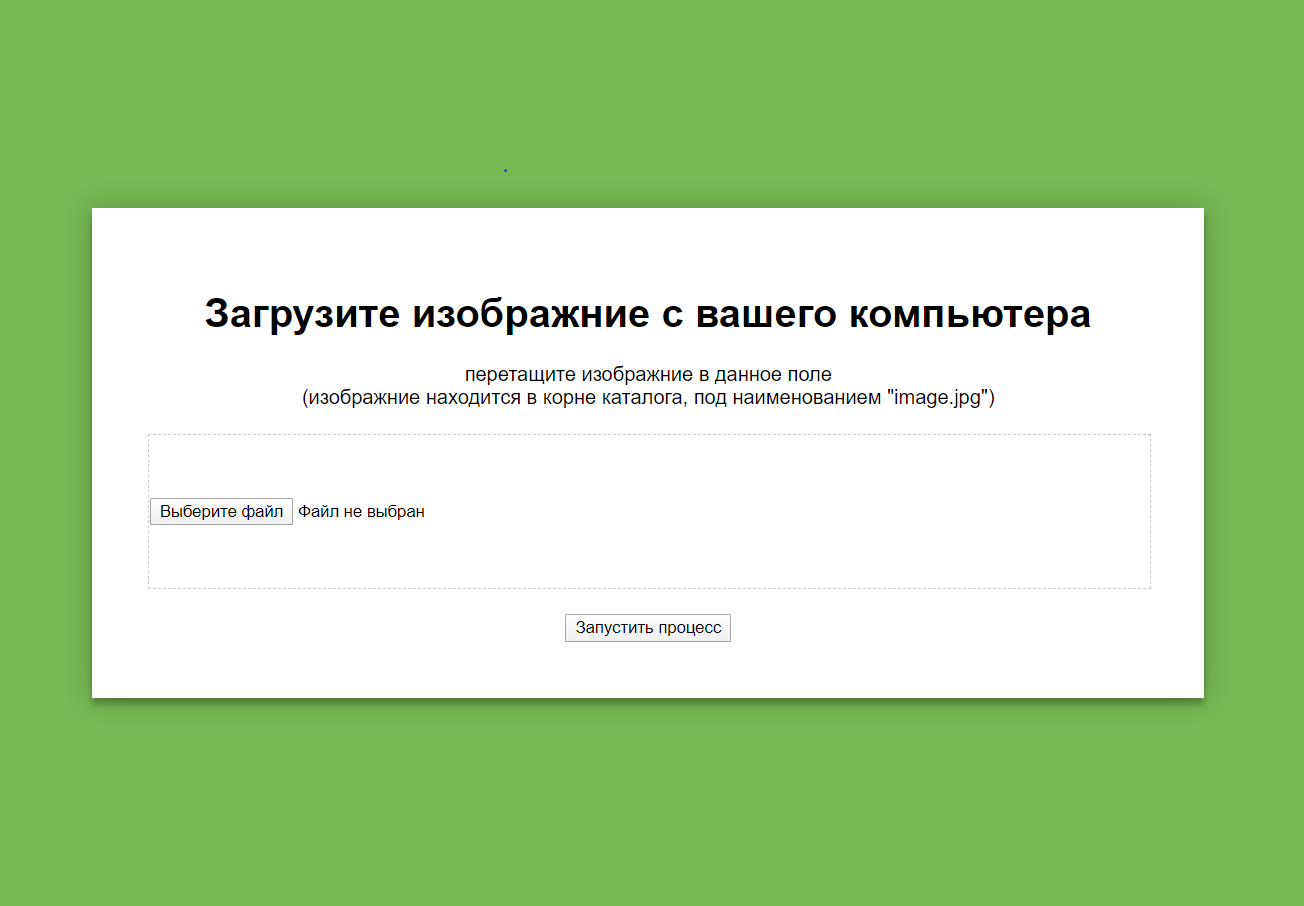 Загрузите изображние с вашего компьютера
перетащите изображние в данное поле
(изображние находится в корне каталога, под наименованием "image.jpg")
Выберите файл Файл не выбран
Запустить процесс